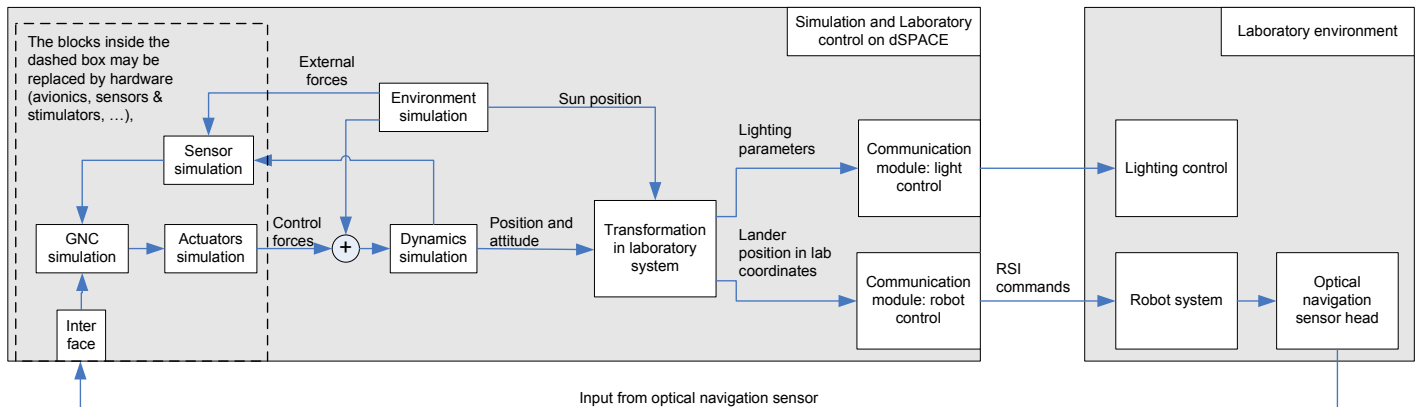 Simulation and Laboratory
control on dSPACE
Laboratory environment
The blocks inside the
dashed box may be
replaced by hardware
(avionics, sensors &
stimulators, …),
External
forces
Environment
simulation
Sun position
Sensor
simulation
Lighting
parameters
Communication
module: light
control
Lighting control
GNC
simulation
Actuators
simulation
Control
forces
+
Dynamics
simulation
Position and
attitude
Transformation
in laboratory
system
Lander
position in lab
coordinates
Communication
module: robot
control
RSI
commands
Robot system
Optical
navigation
sensor head
Inter
face
Input from optical navigation sensor